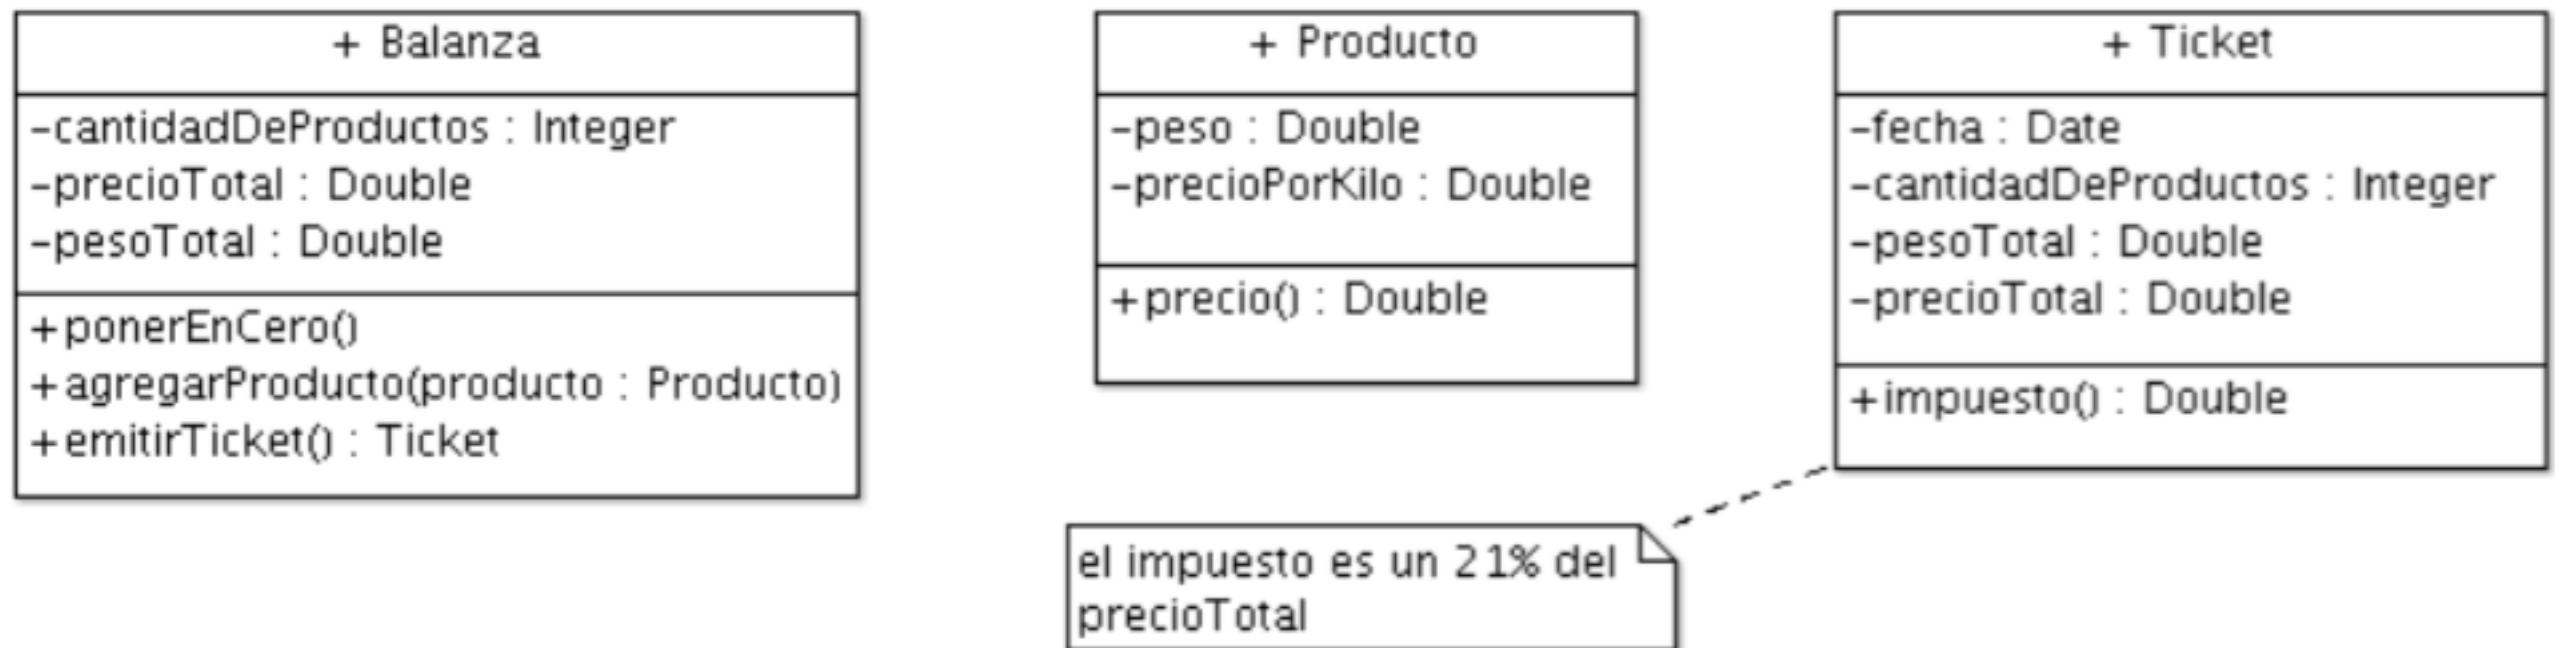 + Balanza
-cantidadDeProductos : Integer
-precioTotal : Double
-pesoTotal : Double
+ponerEnCero()
+agregarProducto(producto : Producto)
+emitirTicket() : Ticket
+ Producto
-peso : Double
-precioPorKilo : Double
+precio() : Double
+ Ticket
-fecha : Date
-cantidadDeProductos : Integer
-pesoTotal : Double
-precioTotal : Double
+impuesto() : Double
el impuesto es un 21% del
precioTotal